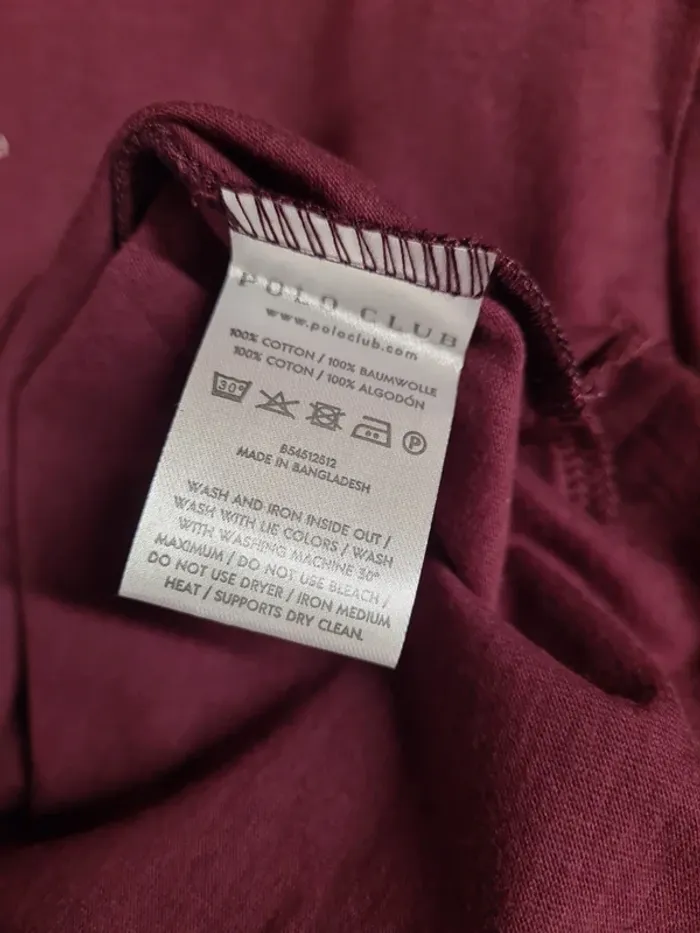 POLO CLUB
www.poloclub.com
100% COTTON / 100% BAUMWOLLE
100% COTON / 100% ALGODÓN
30°
P
B54512512
MADE IN BANGLADESH
WASH AND IRON INSIDE OUT /
WASH WITH LIE COLORS / WASH
WITH WASHING MACHINE 30°
MAXIMUM / DO NOT USE BLEACH /
DO NOT USE DRYER / IRON MEDIUM
HEAT / SUPPORTS DRY CLEAN.